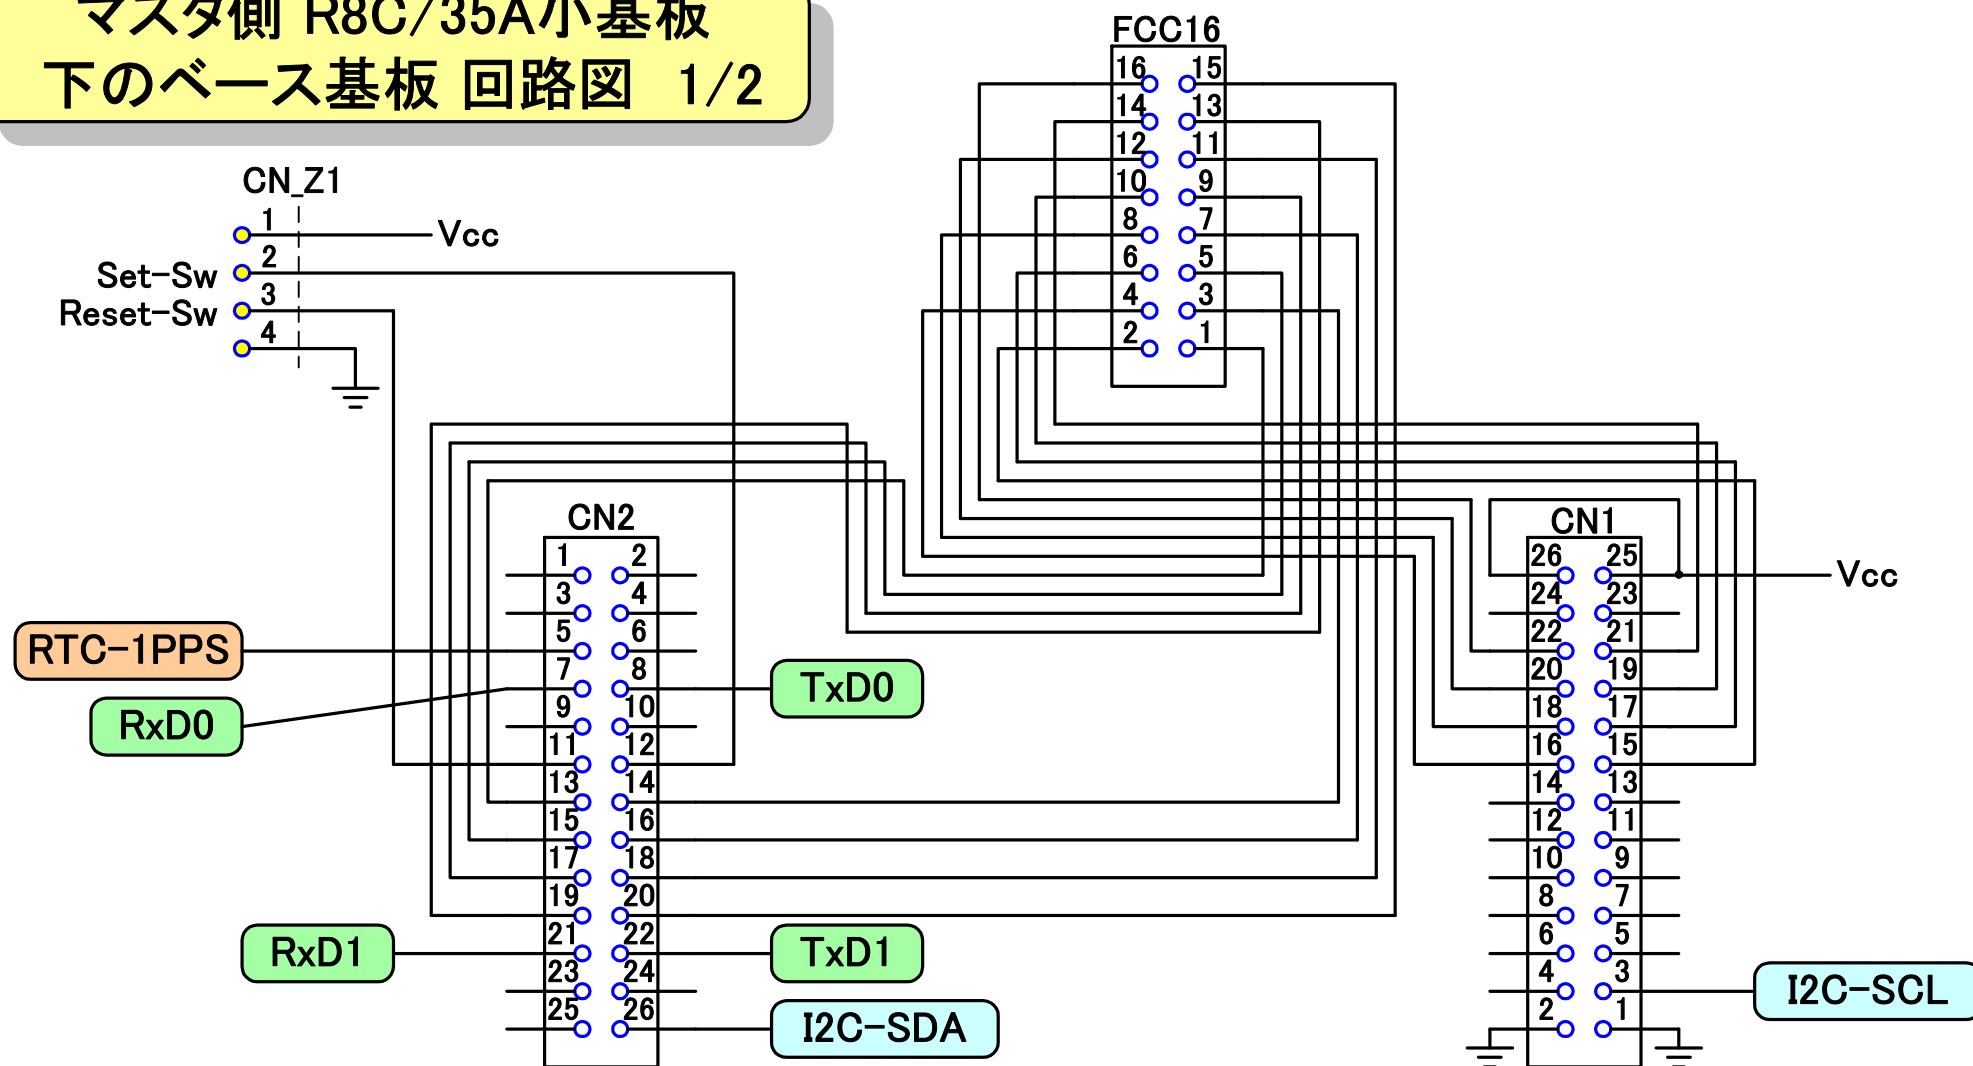 マスタ側 R8C/35A小基板
下のベース基板 回路図 1/2
FCC16
16 15
14 13
12 11
10 9
8 7
6 5
4 3
2 1
CN_Z1
1 Vcc
Set-Sw 2
Reset-Sw 3
4
CN2
1 2
3 4
5 6
RTC-1PPS
7 8
RxD0 TxD0
9 10
11 12
13 14
15 16
17 18
19 20
21 22
RxD1 TxD1
23 24
25 26
I2C-SDA
CN1
26 25
Vcc
24 23
22 21
20 19
18 17
16 15
14 13
12 11
10 9
8 7
6 5
4 3
I2C-SCL
2 1